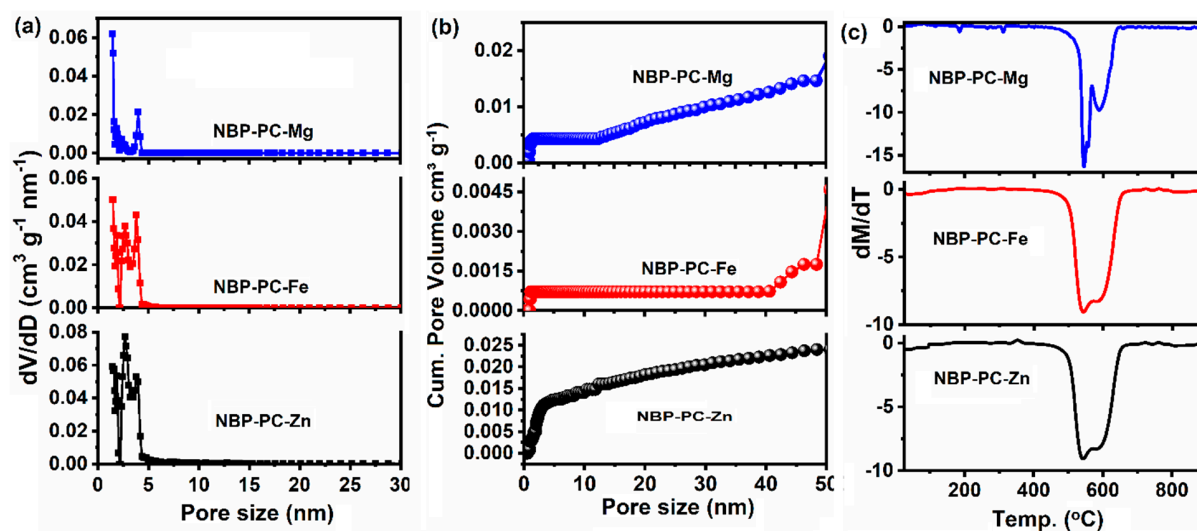 (a)
dV/dD (cm³ g⁻¹ nm⁻¹)
0.06
0.04
0.02
0.00
NBP-PC-Mg
0.06
0.04
0.02
0.00
NBP-PC-Fe
0.08
0.06
0.04
0.02
0.00
NBP-PC-Zn
0 5 10 15 20 25 30
Pore size (nm)
(b)
Cum. Pore Volume cm³ g⁻¹)
0.02
0.01
0.00
NBP-PC-Mg
0.0045
0.0030
0.0015
0.0000
NBP-PC-Fe
0.025
0.020
0.015
0.010
0.005
0.000
NBP-PC-Zn
0 10 20 30 40 50
Pore size (nm)
(c)
dM/dT
0
-5
-10
-15
NBP-PC-Mg
0
-5
-10
NBP-PC-Fe
0
-5
-10
NBP-PC-Zn
200 400 600 800
Temp. (ºC)